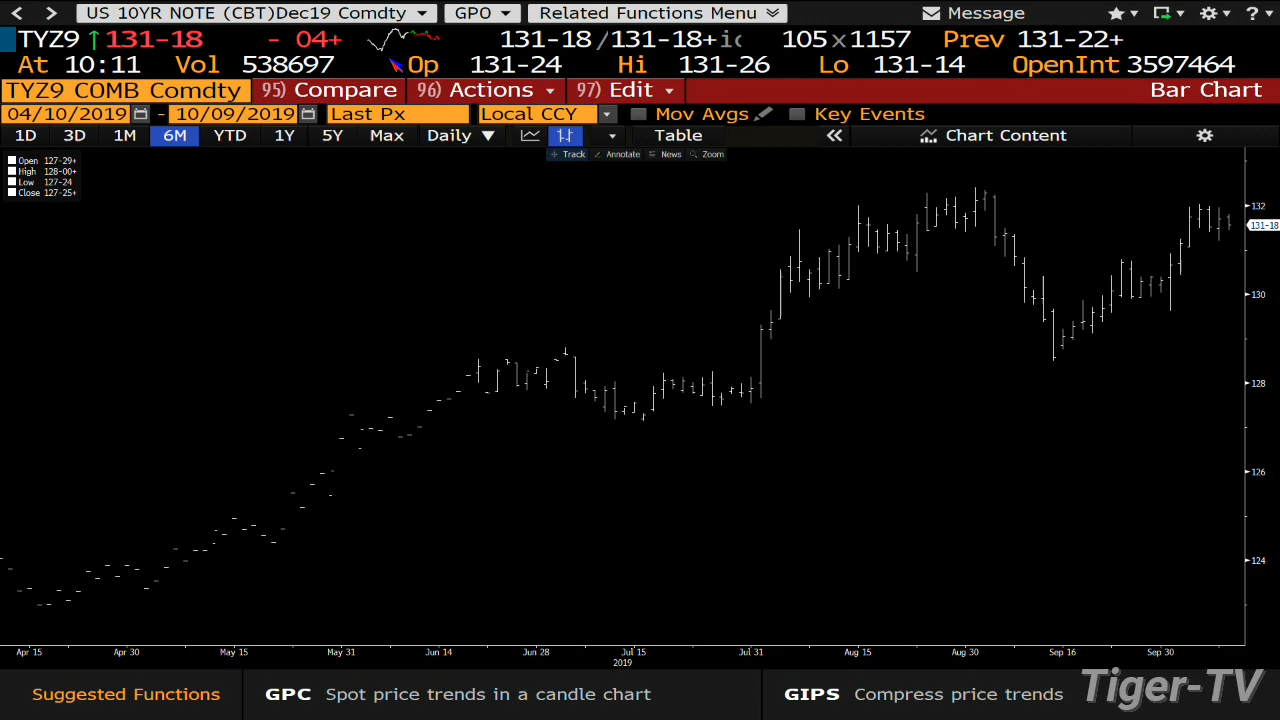 US 10YR NOTE (CBT)Dec19 Comdty GPO Related Functions Menu Message ?
TYZ9 ↑131-18 - 04+ 131-18/131-18+ic 105x1157 Prev 131-22+
At 10:11 Vol 538697 Op 131-24 Hi 131-26 Lo 131-14 OpenInt 3597464
TYZ9 COMB Comdty 95) Compare 96) Actions 97) Edit Bar Chart
04/10/2019 - 10/09/2019 Last Px Local CCY Mov Avgs Key Events
1D 3D 1M 6M YTD 1Y 5Y Max Daily ▼ Table Chart Content
Track Annotate News Zoom
Open 127-29+
High 128-00+
Low 127-24
Close 127-25+
132
131-18
130
128
126
124
Apr 15 Apr 30 May 15 May 31 Jun 14 Jun 28 Jul 15 Jul 31 Aug 15 Aug 30 Sep 16 Sep 30
2019
Suggested Functions GPC Spot price trends in a candle chart GIPS Compress price trends
Tiger-TV